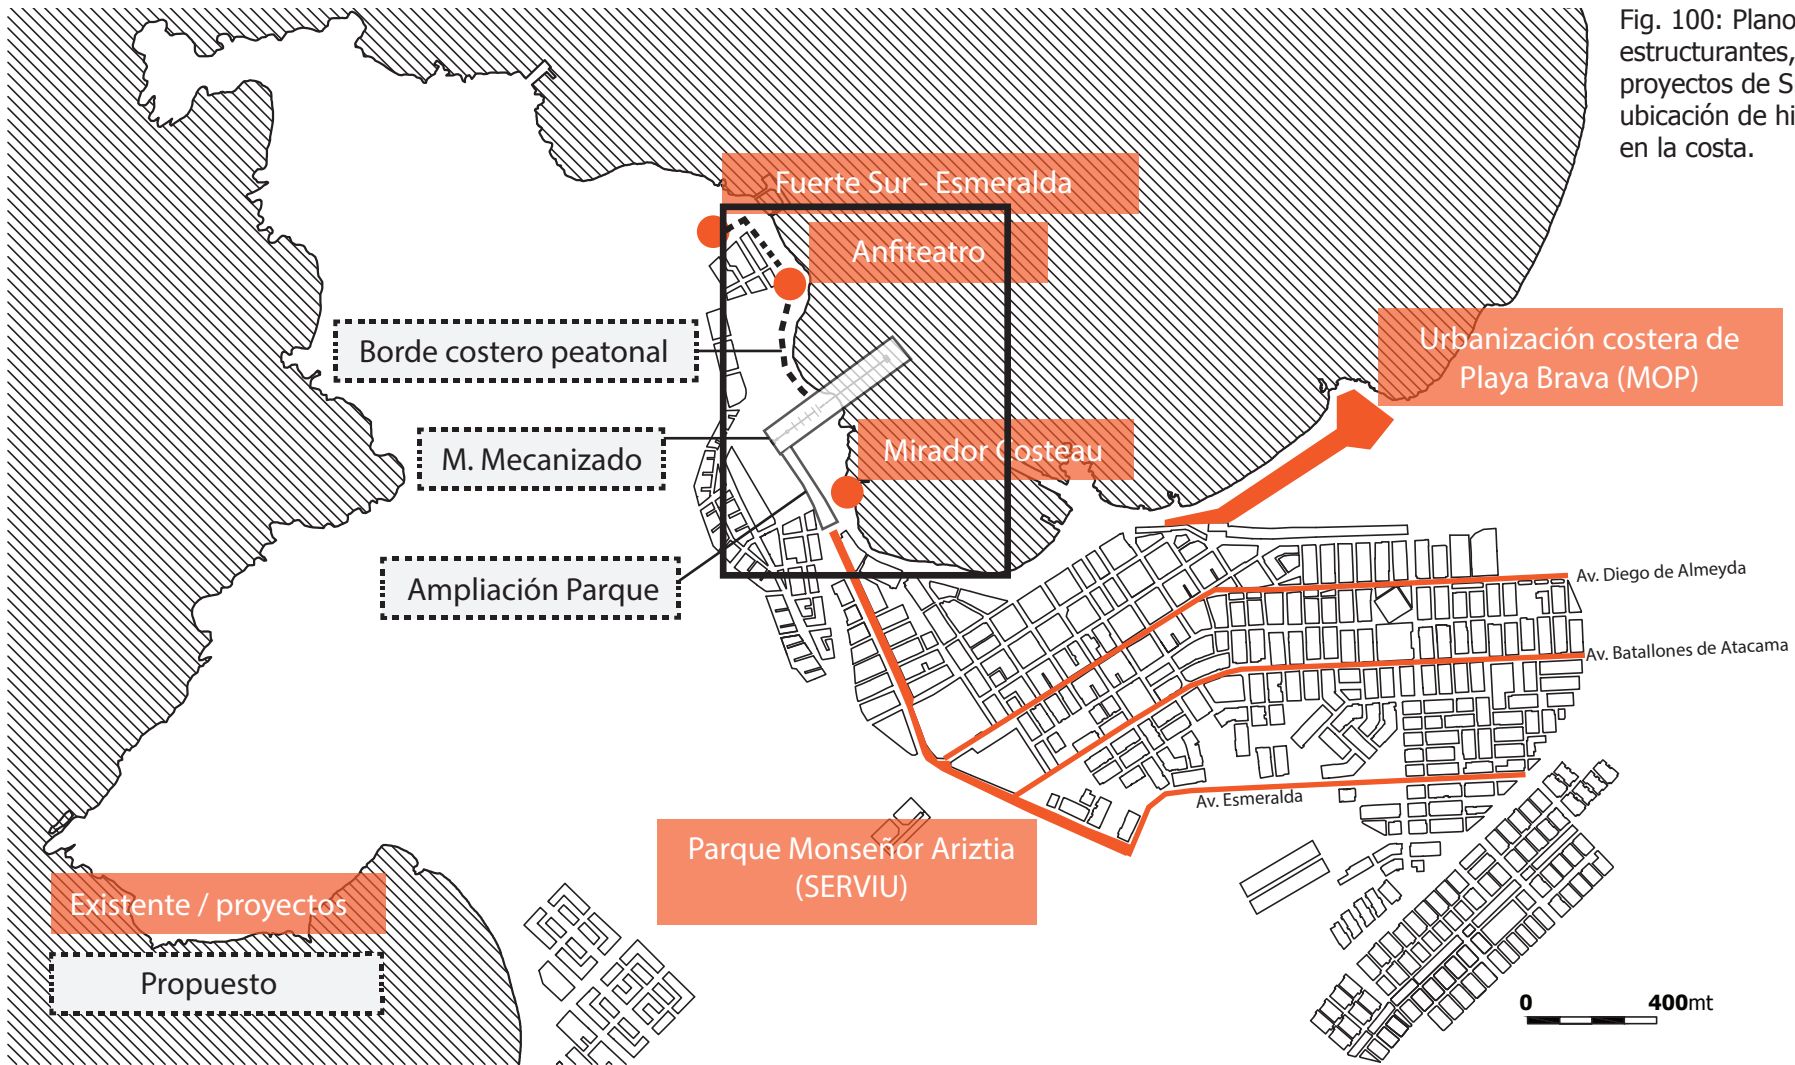 Fig. 100: Plano
estructurantes,
proyectos de S
ubicación de hi
en la costa.
Fuerte Sur - Esmeralda
Anfiteatro
Borde costero peatonal
Urbanización costera de
Playa Brava (MOP)
M. Mecanizado
Mirador Costeau
Ampliación Parque
Av. Diego de Almeyda
Av. Batallones de Atacama
Av. Esmeralda
Parque Monseñor Ariztia
(SERVIU)
Existente / proyectos
Propuesto
0 400mt